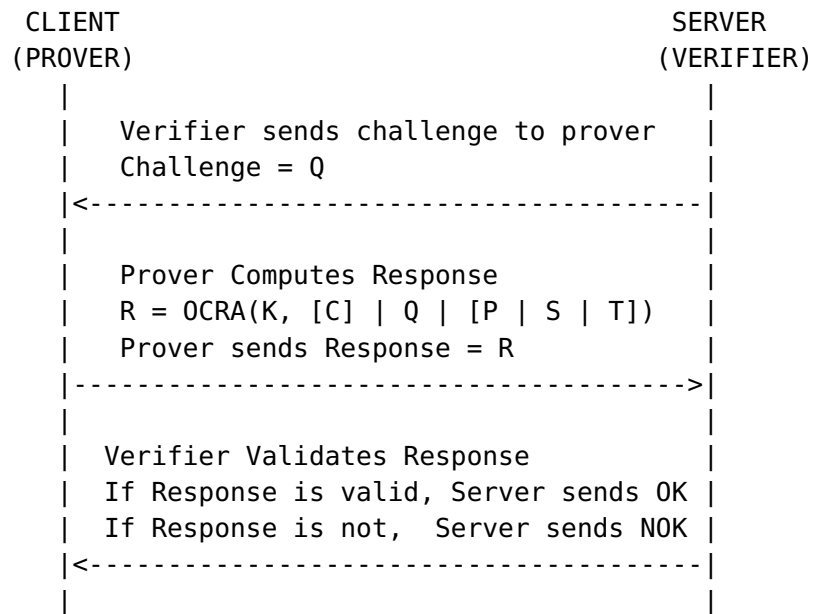 CLIENT                                   SERVER
(PROVER)                                 (VERIFIER)
|                                        |
|   Verifier sends challenge to prover   |
|   Challenge = Q                        |
|<---------------------------------------|
|                                        |
|   Prover Computes Response             |
|   R = OCRA(K, [C] | Q | [P | S | T])   |
|   Prover sends Response = R            |
|--------------------------------------->|
|                                        |
|  Verifier Validates Response           |
|  If Response is valid, Server sends OK |
|  If Response is not,  Server sends NOK |
|<---------------------------------------|
|                                        |